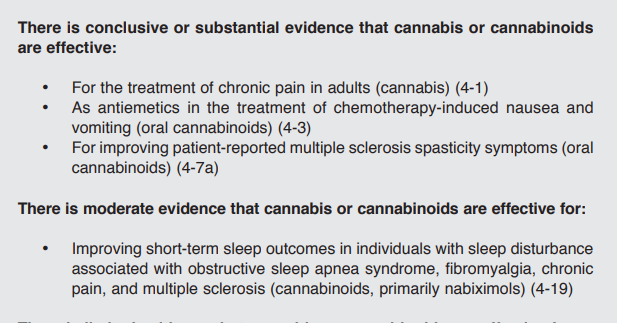 There is conclusive or substantial evidence that cannabis or cannabinoids
are effective:
• For the treatment of chronic pain in adults (cannabis) (4-1)
• As antiemetics in the treatment of chemotherapy-induced nausea and
vomiting (oral cannabinoids) (4-3)
• For improving patient-reported multiple sclerosis spasticity symptoms (oral
cannabinoids) (4-7a)
There is moderate evidence that cannabis or cannabinoids are effective for:
• Improving short-term sleep outcomes in individuals with sleep disturbance
associated with obstructive sleep apnea syndrome, fibromyalgia, chronic
pain, and multiple sclerosis (cannabinoids, primarily nabiximols) (4-19)